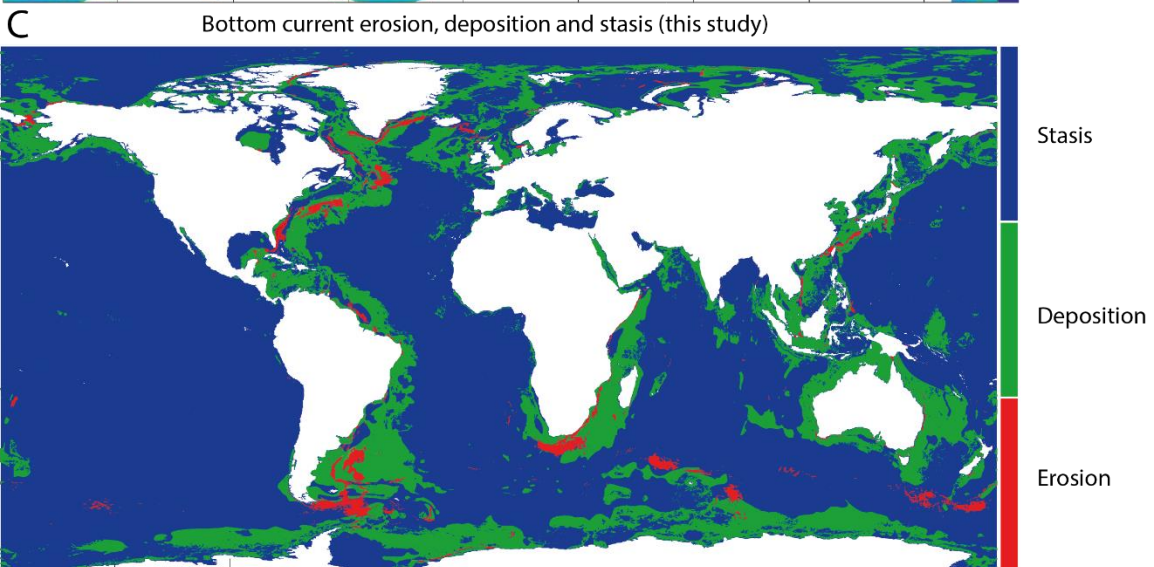 C
Bottom current erosion, deposition and stasis (this study)
Stasis
Deposition
Erosion